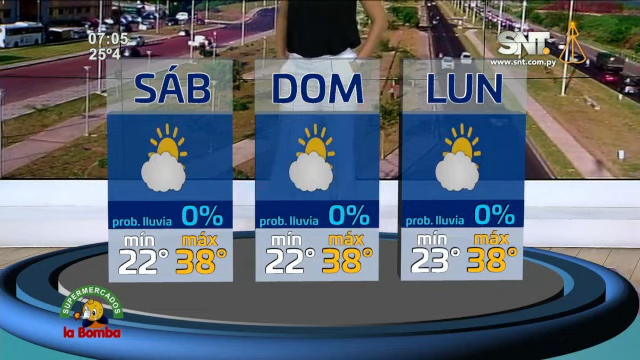 07:05
25°4
SNT
www.snt.com.py
SÁB
prob. lluvia 0%
mín máx
22° 38°
DOM
prob. lluvia 0%
mín máx
22° 38°
LUN
prob. lluvia 0%
mín máx
23° 38°
SUPERMERCADOS
la Bomba